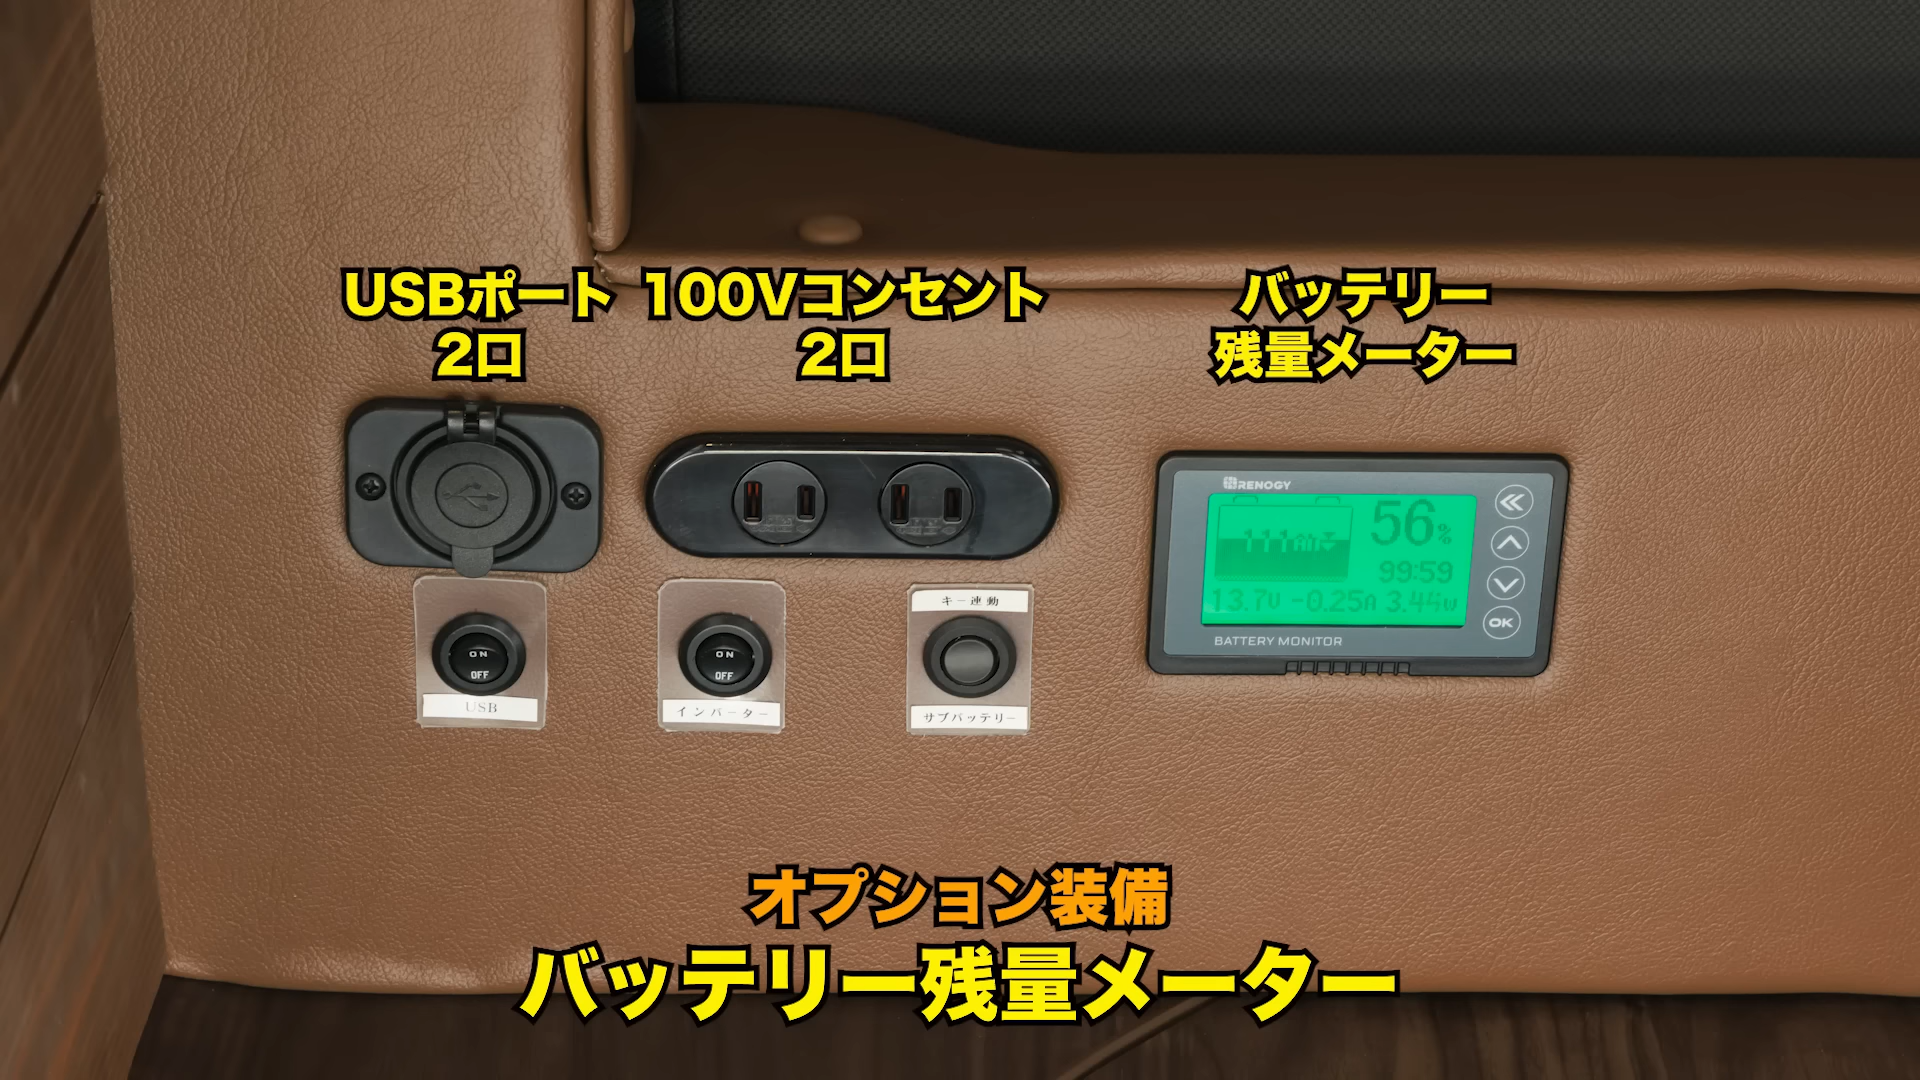 USBポート
2口
100Vコンセント
2口
バッテリー
残量メーター
RENOGY
56%
111Ah
99:59
13.7V -0.25A 3.44W
OK
BATTERY MONITOR
ON
OFF
USB
ON
OFF
インバーター
キー連動
サブバッテリー
オプション装備
バッテリー残量メーター